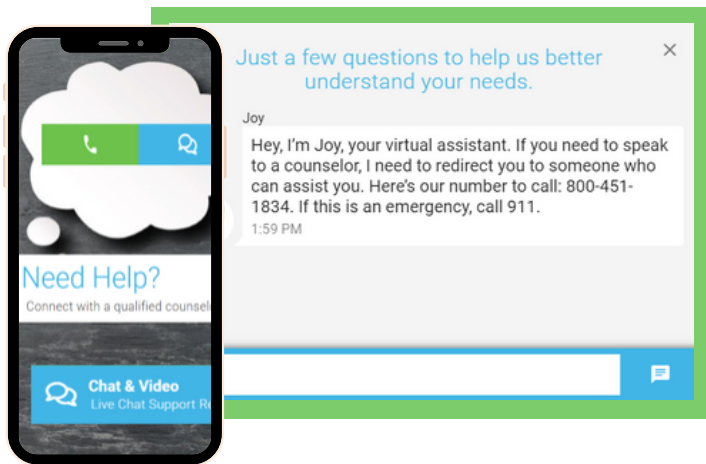 Need Help?
Connect with a qualified
Chat & Video
Live Chat Support
Just a few questions to help us better
understand your needs.
Joy
Hey, I'm Joy, your virtual assistant. If you need to speak
to a counselor, I need to redirect you to someone who
can assist you. Here's our number to call: 800-451-
1834. If this is an emergency, call 911.
1:59 PM